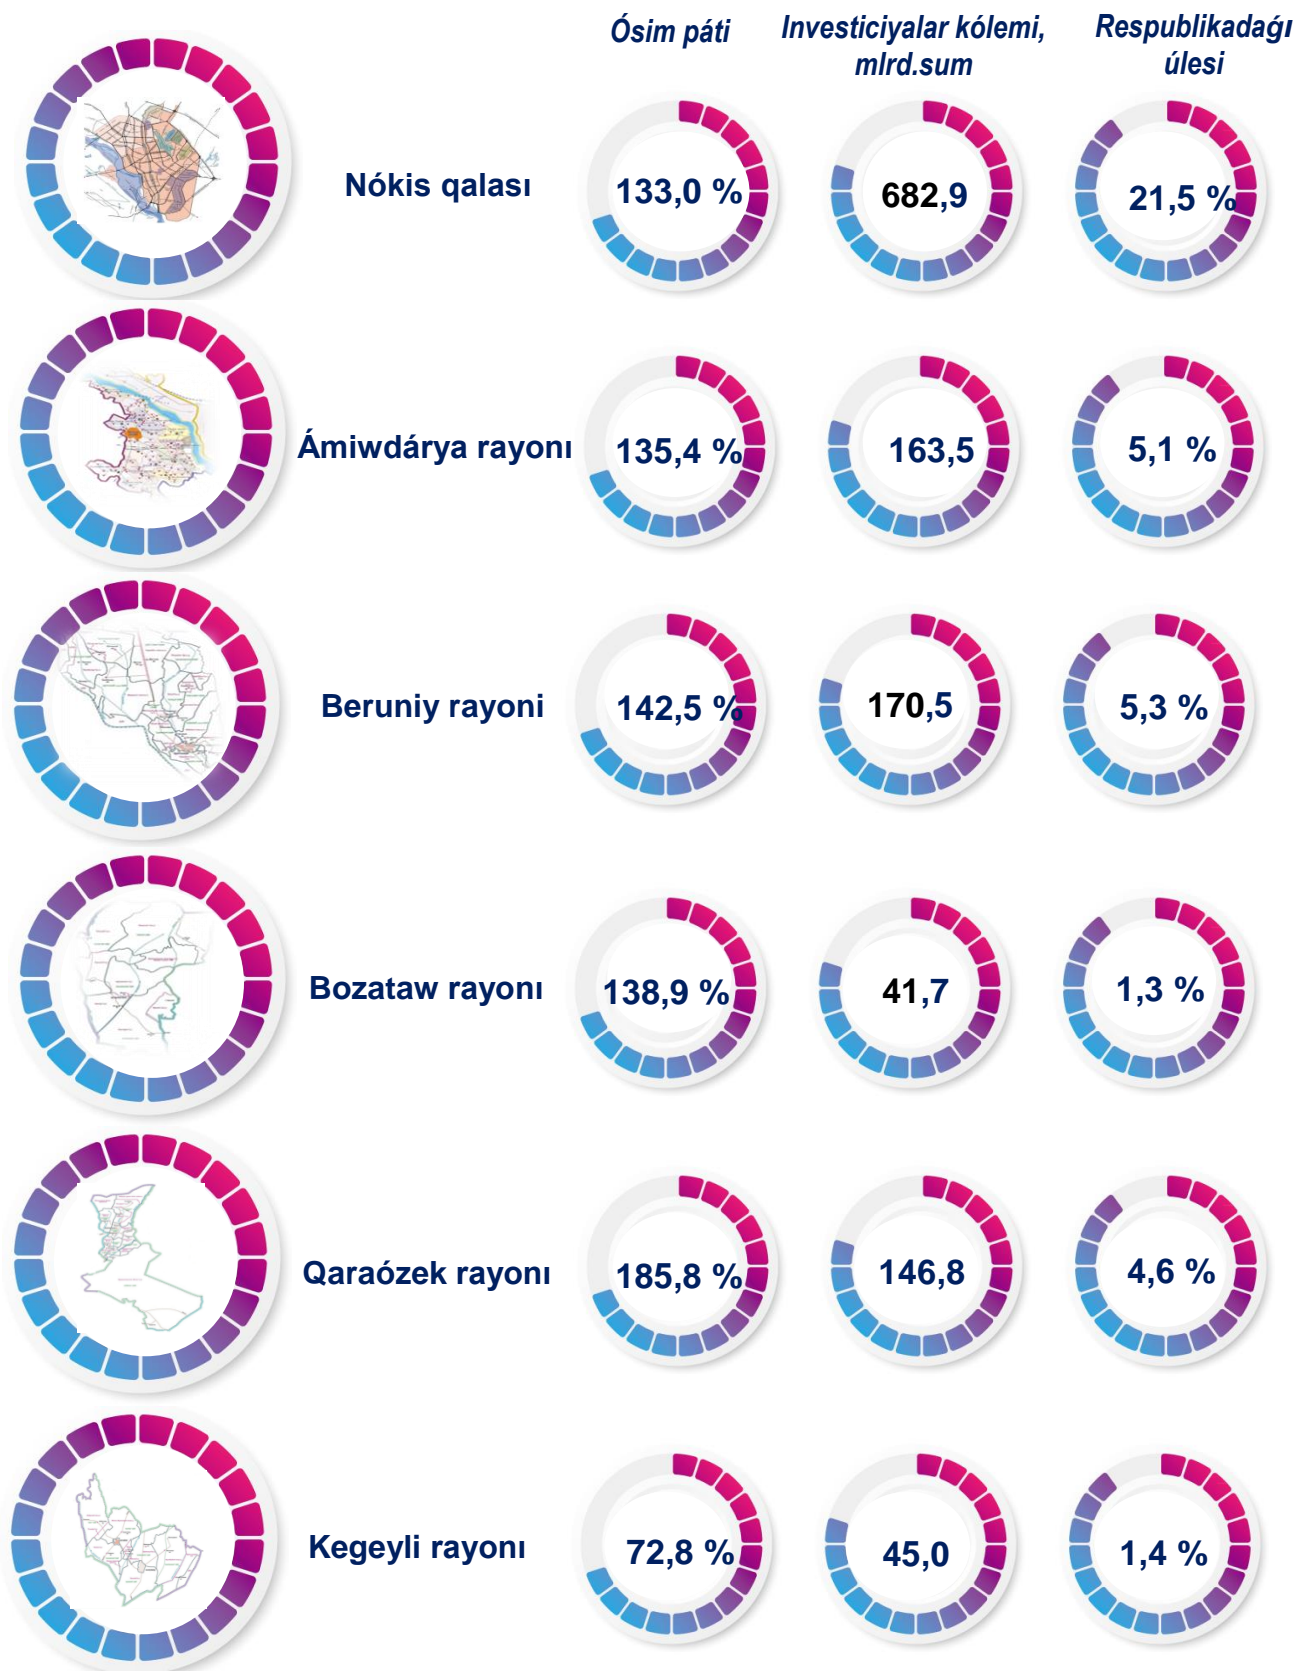 Ósim páti
Investiciyalar kólemi,
mlrd.sum
Respublikadaǵı
úlesi
Nókis qalası
133,0 %
682,9
21,5 %
Ámiwdárya rayonı
135,4 %
163,5
5,1 %
Beruniy rayoni
142,5 %
170,5
5,3 %
Bozataw rayonı
138,9 %
41,7
1,3 %
Qaraózek rayonı
185,8 %
146,8
4,6 %
Kegeyli rayonı
72,8 %
45,0
1,4 %